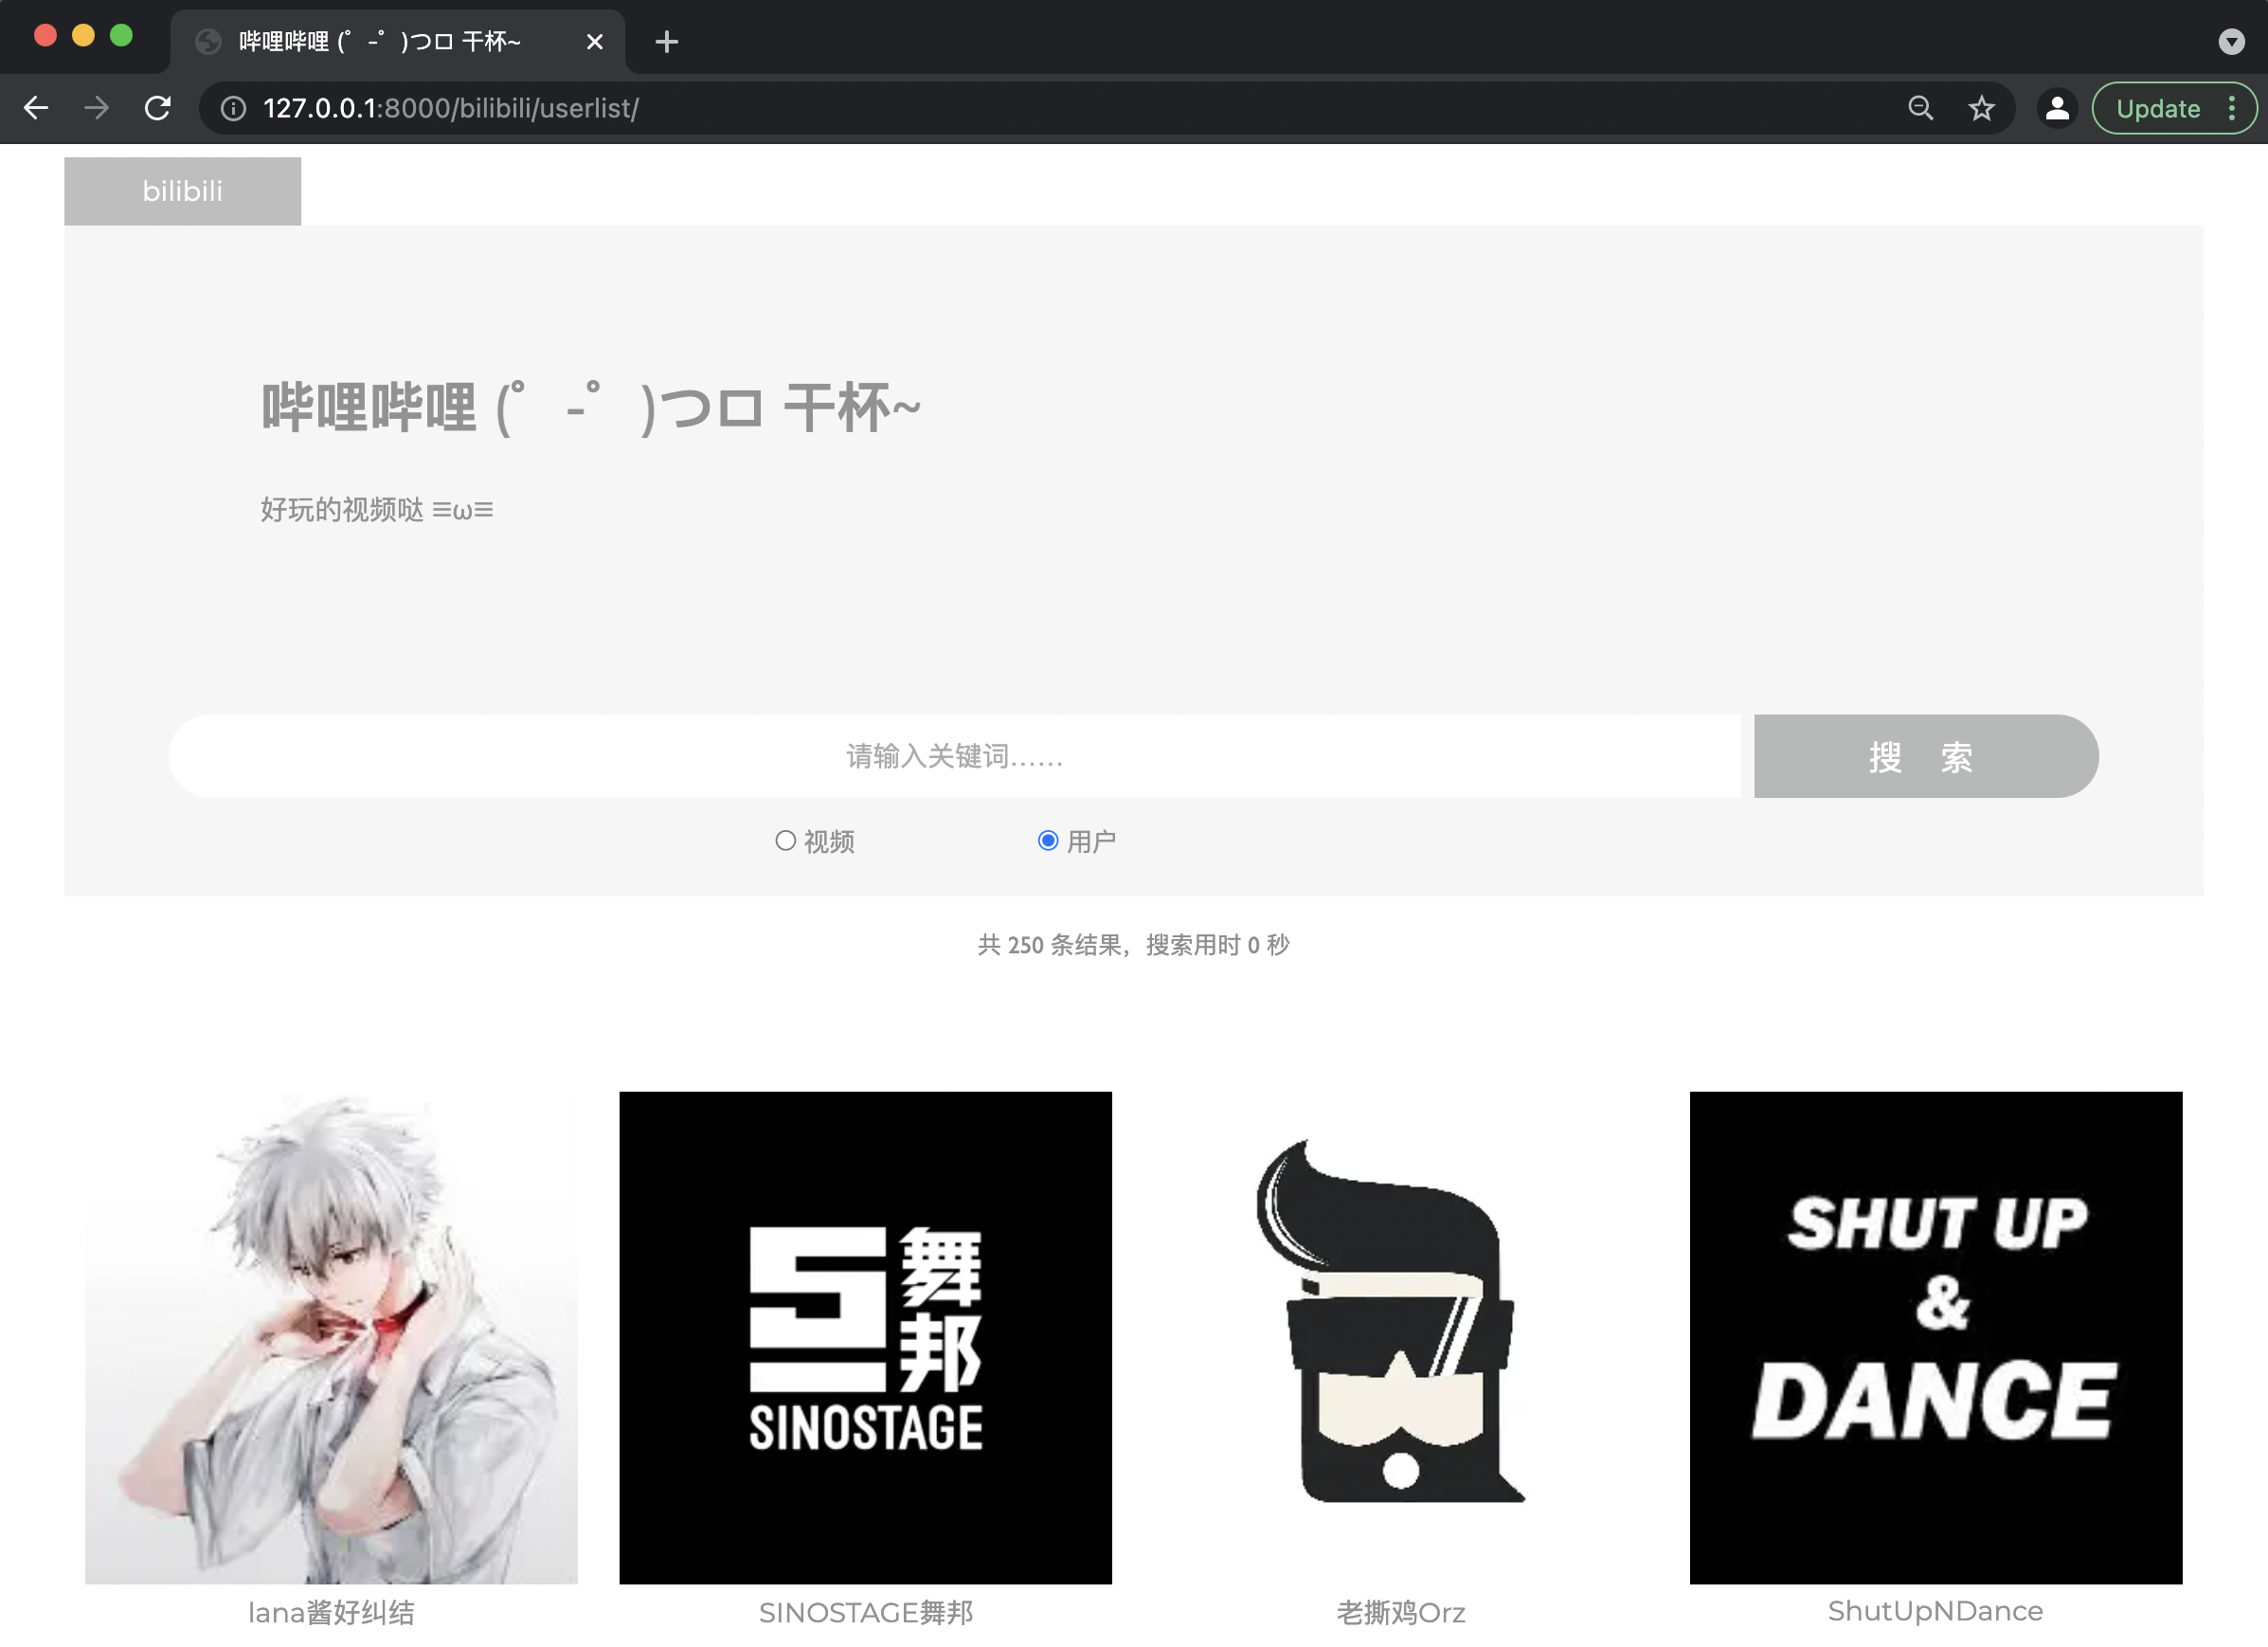 哔哩哔哩 (゜-゜)つロ 干杯~
127.0.0.1:8000/bilibili/userlist/
Update
bilibili
哔哩哔哩 (゜-゜)つロ 干杯~
好玩的视频哒 ≡ω≡
请输入关键词……
搜 索
视频
用户
共 250 条结果，搜索用时 0 秒
舞邦
SINOSTAGE
SHUT UP
&
DANCE
lana酱好纠结
SINOSTAGE舞邦
老撕鸡Orz
ShutUpNDance